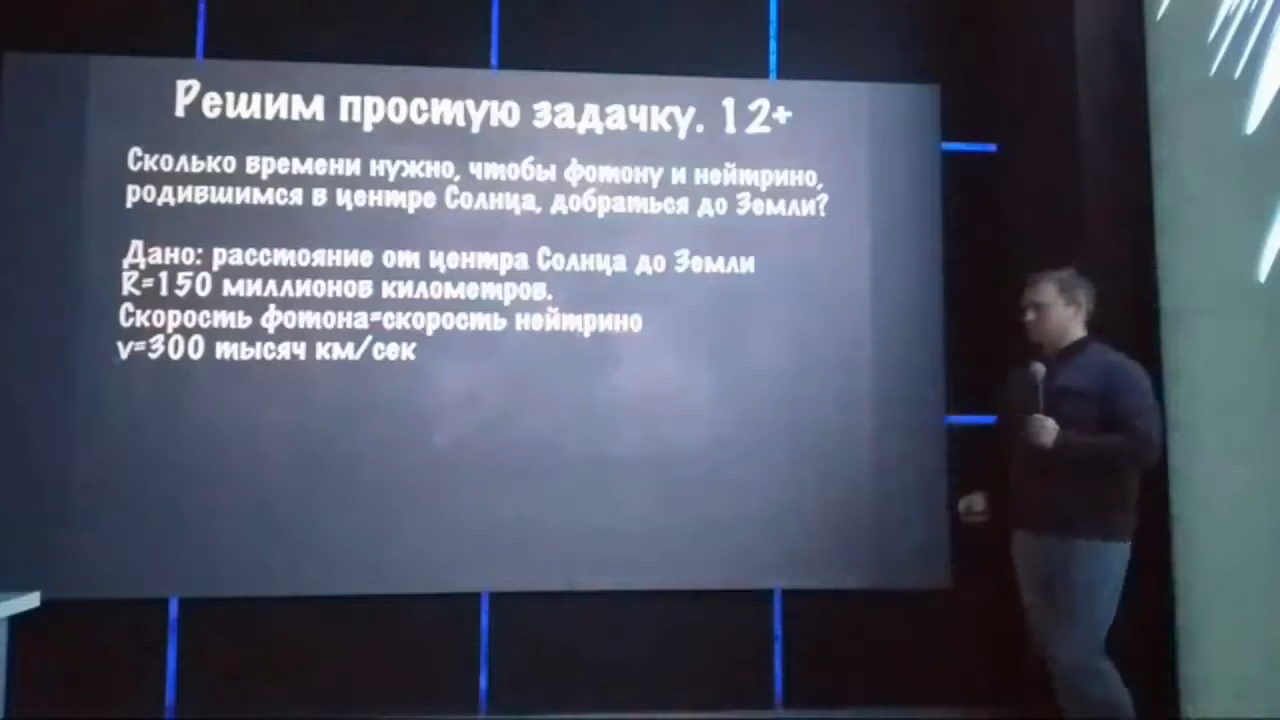 Решим простую задачку. 12+
Сколько времени нужно, чтобы фотону и нейтрино,
родившимся в центре Солнца, добраться до Земли?
Дано: расстояние от центра Солнца до Земли
R=150 миллионов километров.
Скорость фотона=скорость нейтрино
v=300 тысяч км/сек